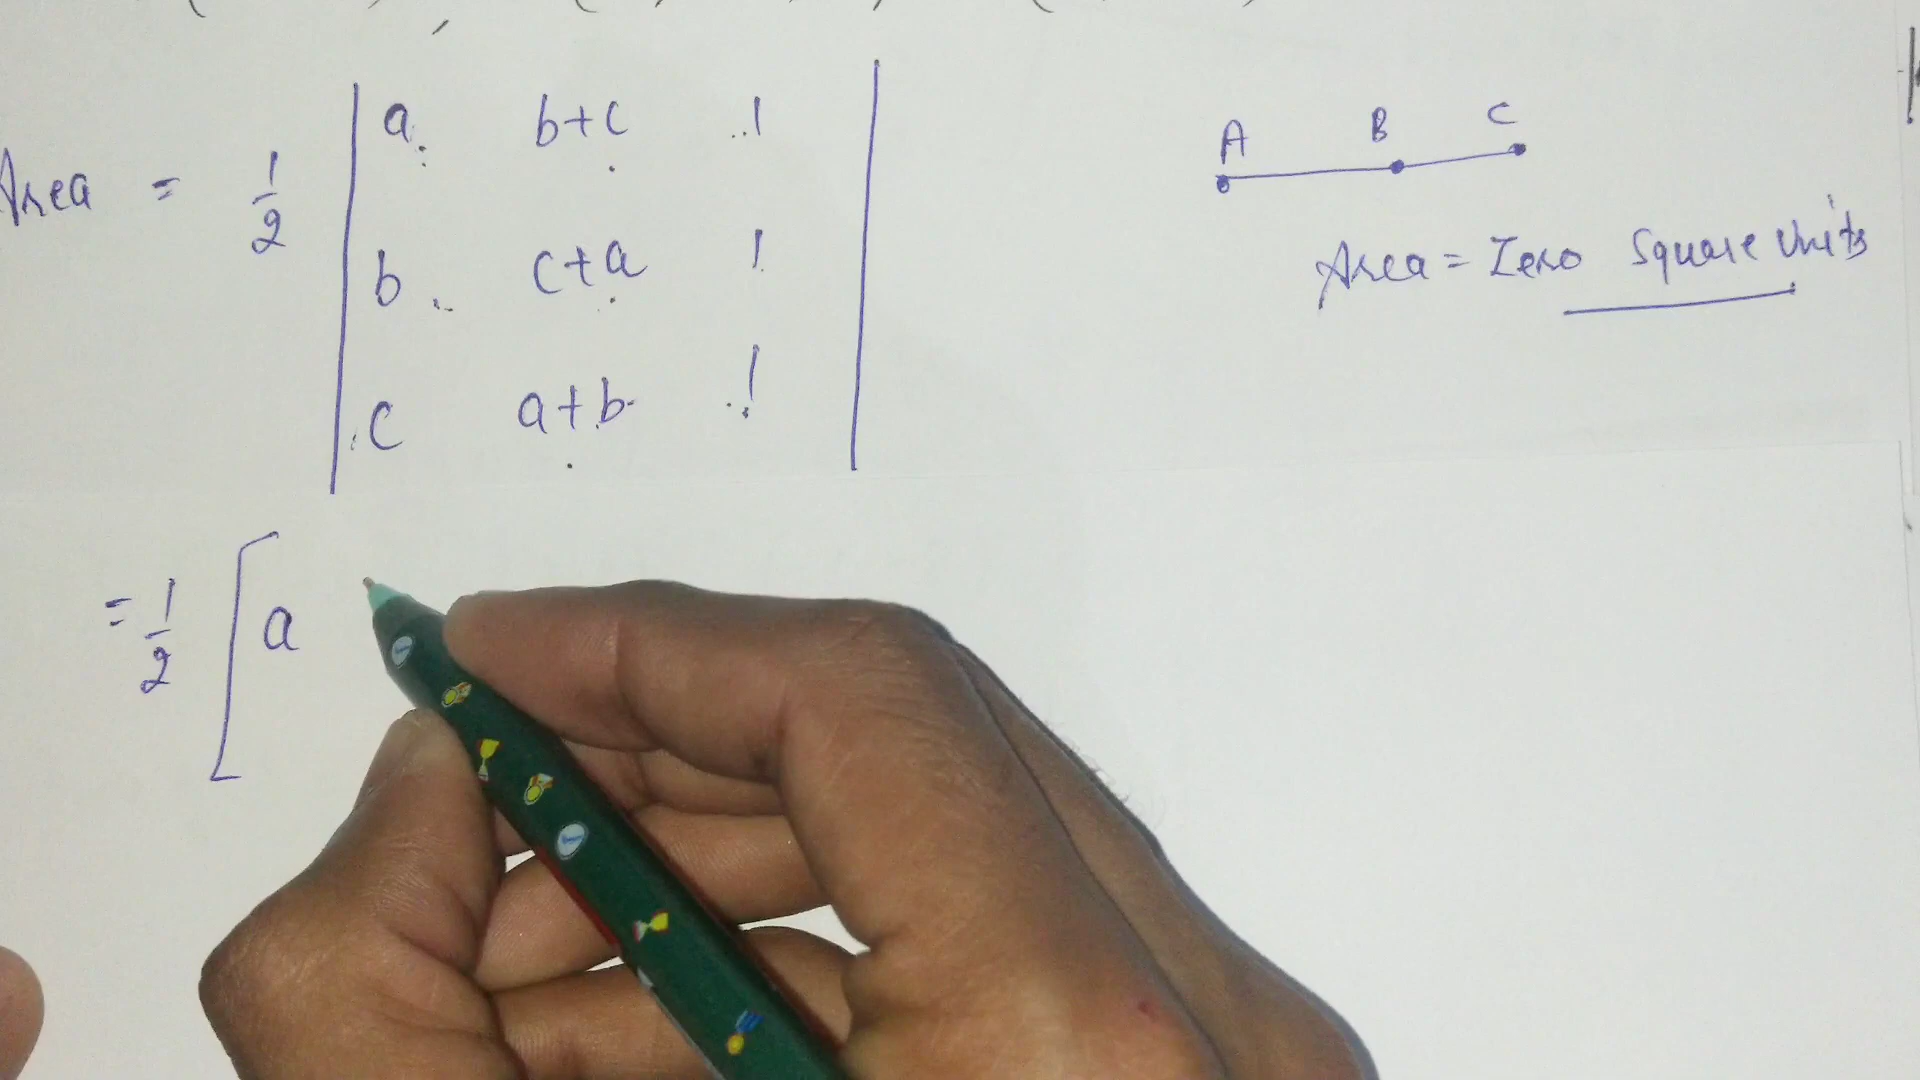 Area = 1/2 | a b+c 1 |
| b c+a 1 |
| c a+b 1 |
A B C
Area = Zero Square Units
= 1/2 [ a